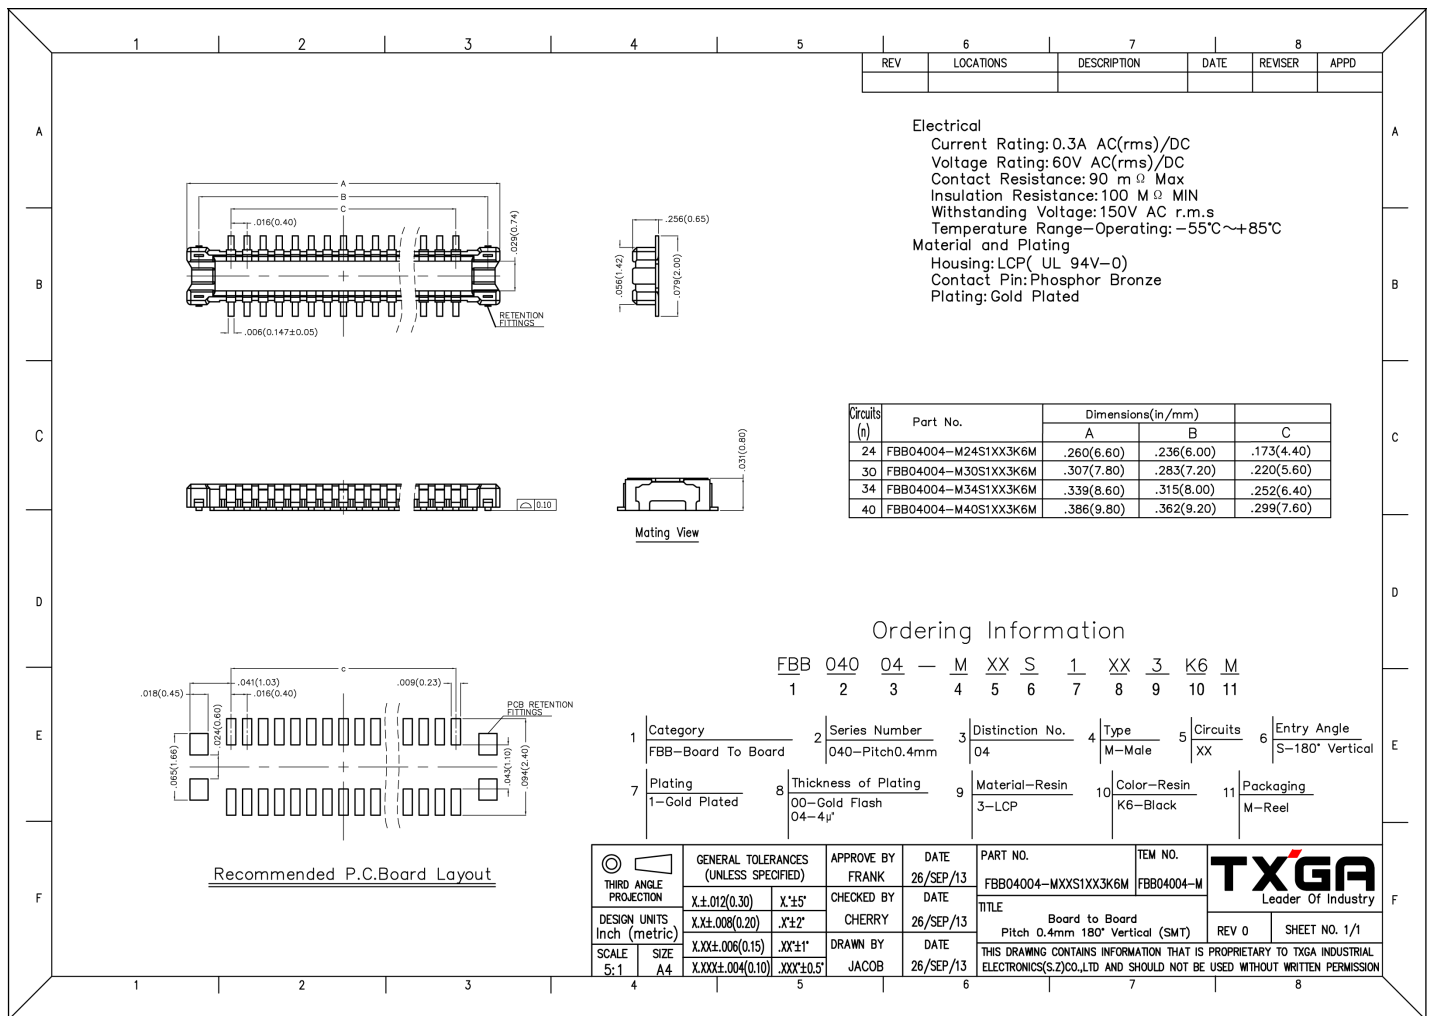 1 2 3 4 5 6 7 8
REV LOCATIONS DESCRIPTION DATE REVISER APPD
A A
Electrical
Current Rating:0.3A AC(rms)/DC
Voltage Rating:60V AC(rms)/DC
Contact Resistance:90 mΩ Max
Insulation Resistance:100 MΩ MIN
Withstanding Voltage:150V AC r.m.s
Temperature Range-Operating:-55℃~+85℃
Material and Plating
Housing:LCP( UL 94V-0)
Contact Pin:Phosphor Bronze
Plating:Gold Plated
A
B
C
.016(0.40)
.029(0.74)
.006(0.147±0.05)
RETENTION
FITTINGS
.256(0.65)
.056(1.42)
.079(2.00)
B B
C C
Circuits (n) Part No. Dimensions(in/mm)
A B C
24 FBB04004-M24S1XX3K6M .260(6.60) .236(6.00) .173(4.40)
30 FBB04004-M30S1XX3K6M .307(7.80) .283(7.20) .220(5.60)
34 FBB04004-M34S1XX3K6M .339(8.60) .315(8.00) .252(6.40)
40 FBB04004-M40S1XX3K6M .386(9.80) .362(9.20) .299(7.60)
0.10
.031(0.80)
Mating View
D D
Ordering Information
FBB 040 04 — M XX S 1 XX 3 K6 M
1 2 3 4 5 6 7 8 9 10 11
1 Category
FBB-Board To Board
2 Series Number
040-Pitch0.4mm
3 Distinction No.
04
4 Type
M-Male
5 Circuits
XX
6 Entry Angle
S-180° Vertical
7 Plating
1-Gold Plated
8 Thickness of Plating
00-Gold Flash
04-4μ"
9 Material-Resin
3-LCP
10 Color-Resin
K6-Black
11 Packaging
M-Reel
c
.041(1.03)
.009(0.23)
.018(0.45)
.016(0.40)
.024(0.60)
.065(1.66)
PCB RETENTION
FITTINGS
.043(1.10)
.094(2.40)
Recommended P.C.Board Layout
E E
F F
THIRD ANGLE
PROJECTION
DESIGN UNITS
Inch (metric)
SCALE SIZE
5:1 A4
GENERAL TOLERANCES
(UNLESS SPECIFIED)
X.±.012(0.30) X.°±5°
X.X±.008(0.20) .X°±2°
X.XX±.006(0.15) .XX°±1°
X.XXX±.004(0.10) .XXX°±0.5°
APPROVE BY DATE
FRANK 26/SEP/13
CHECKED BY DATE
CHERRY 26/SEP/13
DRAWN BY DATE
JACOB 26/SEP/13
PART NO.
FBB04004-MXXS1XX3K6M
TEM NO.
FBB04004-M
TITLE
Board to Board
Pitch 0.4mm 180° Vertical (SMT)
TXGA
Leader Of Industry
REV 0 SHEET NO. 1/1
THIS DRAWING CONTAINS INFORMATION THAT IS PROPRIETARY TO TXGA INDUSTRIAL
ELECTRONICS(S.Z)CO.,LTD AND SHOULD NOT BE USED WITHOUT WRITTEN PERMISSION
1 2 3 4 5 6 7 8